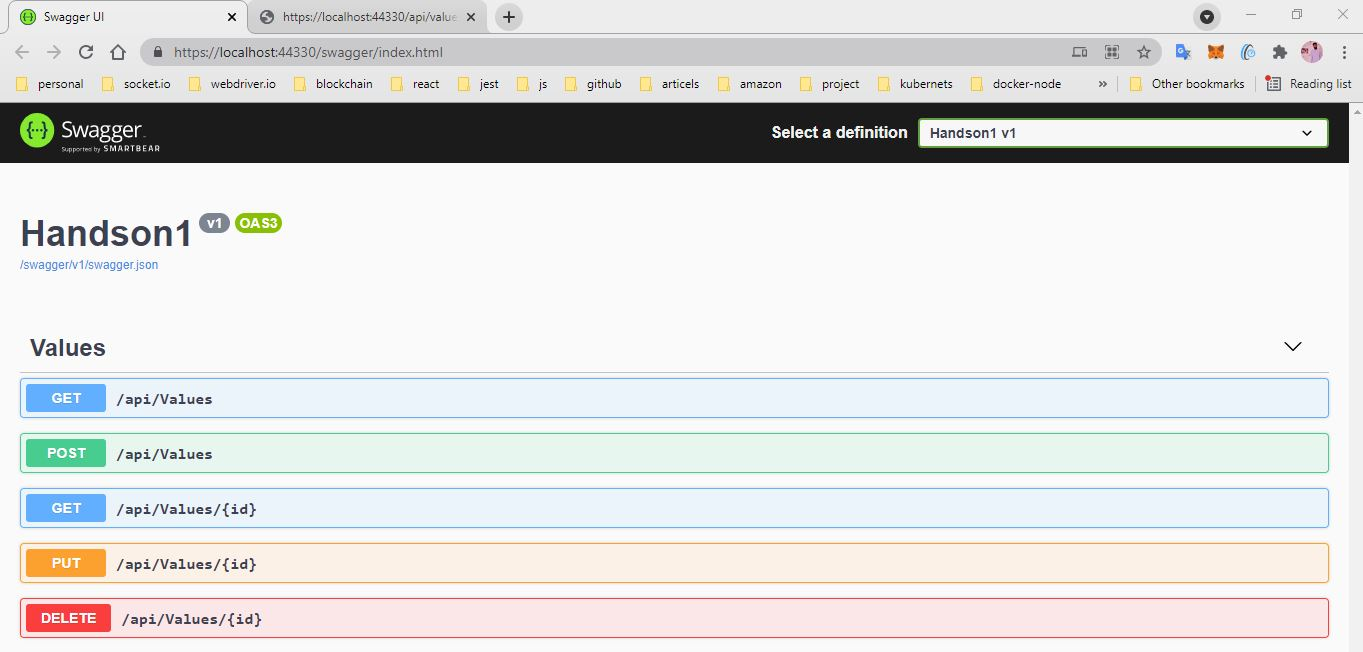 Swagger UI
https://localhost:44330/api/value
https://localhost:44330/swagger/index.html
personal socket.io webdriver.io blockchain react jest js github articels amazon project kubernets docker-node » Other bookmarks Reading list
Swagger
Supported by SMARTBEAR
Select a definition Handson1 v1
Handson1 v1 OAS3
/swagger/v1/swagger.json
Values
GET /api/Values
POST /api/Values
GET /api/Values/{id}
PUT /api/Values/{id}
DELETE /api/Values/{id}